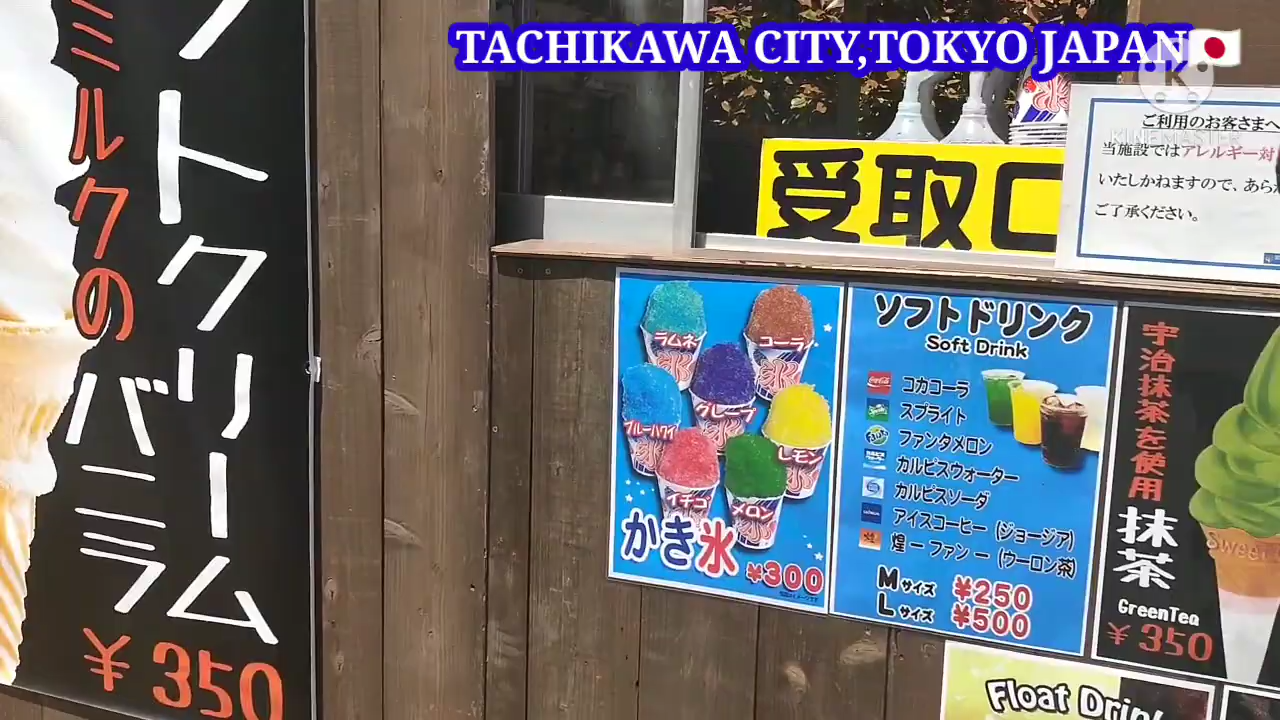 TACHIKAWA CITY,TOKYO JAPAN
KINEMASTER
ミルクの
フトクリーム
バニラ
¥350
受取口
ご利用のお客さまへ
当施設ではアレルギー対
いたしかねますので、あら
ご了承ください。
ラムネ
コーラ
グレープ
ブルーハワイ
レモン
イチゴ
メロン
かき氷
¥300
ソフトドリンク
Soft Drink
コカコーラ
スプライト
ファンタメロン
カルピスウォーター
カルピスソーダ
アイスコーヒー (ジョージア)
煌ーファンー (ウーロン茶)
Mサイズ ¥250
Lサイズ ¥500
宇治抹茶を使用
抹茶
GreenTea
¥350
Sweet
Float Drink